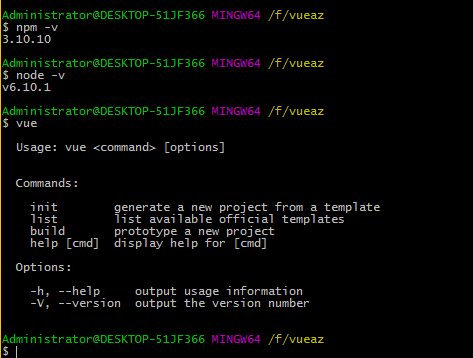 Administrator@DESKTOP-51JF366 MINGW64 /f/vueaz
$ npm -v
3.10.10
Administrator@DESKTOP-51JF366 MINGW64 /f/vueaz
$ node -v
v6.10.1
Administrator@DESKTOP-51JF366 MINGW64 /f/vueaz
$ vue
Usage: vue <command> [options]
Commands:
init        generate a new project from a template
list        list available official templates
build       prototype a new project
help [cmd]  display help for [cmd]
Options:
-h, --help     output usage information
-V, --version  output the version number
Administrator@DESKTOP-51JF366 MINGW64 /f/vueaz
$